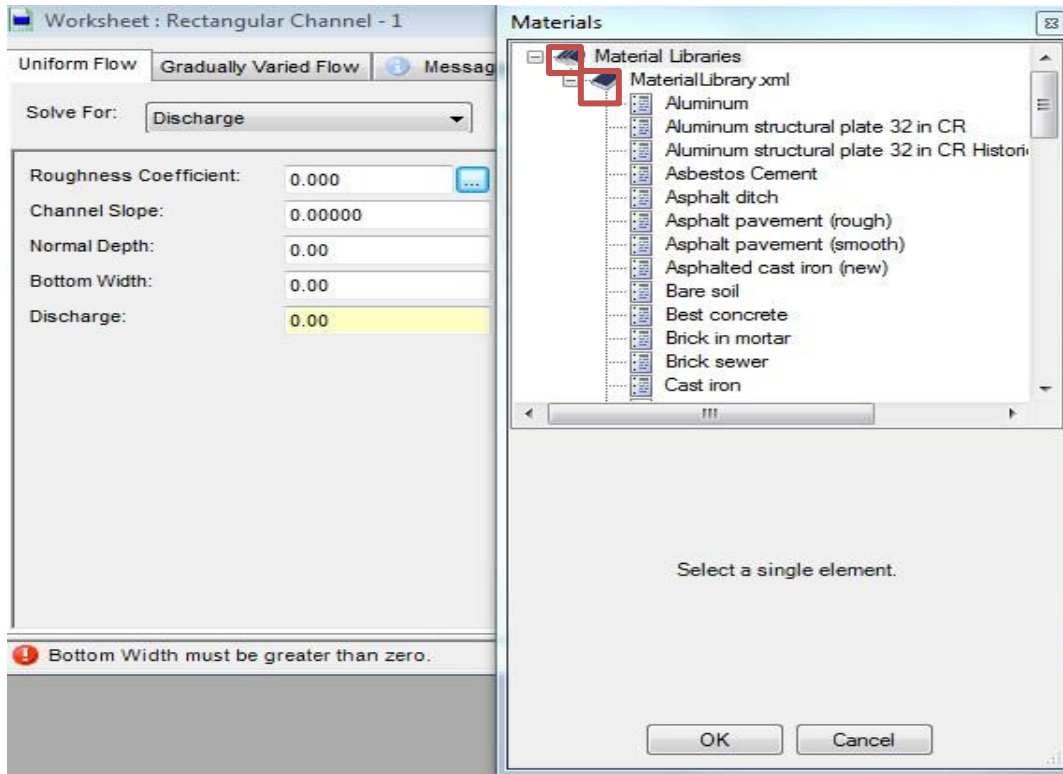 Worksheet : Rectangular Channel - 1
Uniform Flow
Gradually Varied Flow
Messag
Solve For:
Discharge
Roughness Coefficient:
0.000
...
Channel Slope:
0.00000
Normal Depth:
0.00
Bottom Width:
0.00
Discharge:
0.00
Bottom Width must be greater than zero.
Materials
Material Libraries
MaterialLibrary.xml
Aluminum
Aluminum structural plate 32 in CR
Aluminum structural plate 32 in CR Histori
Asbestos Cement
Asphalt ditch
Asphalt pavement (rough)
Asphalt pavement (smooth)
Asphalted cast iron (new)
Bare soil
Best concrete
Brick in mortar
Brick sewer
Cast iron
Select a single element.
OK
Cancel